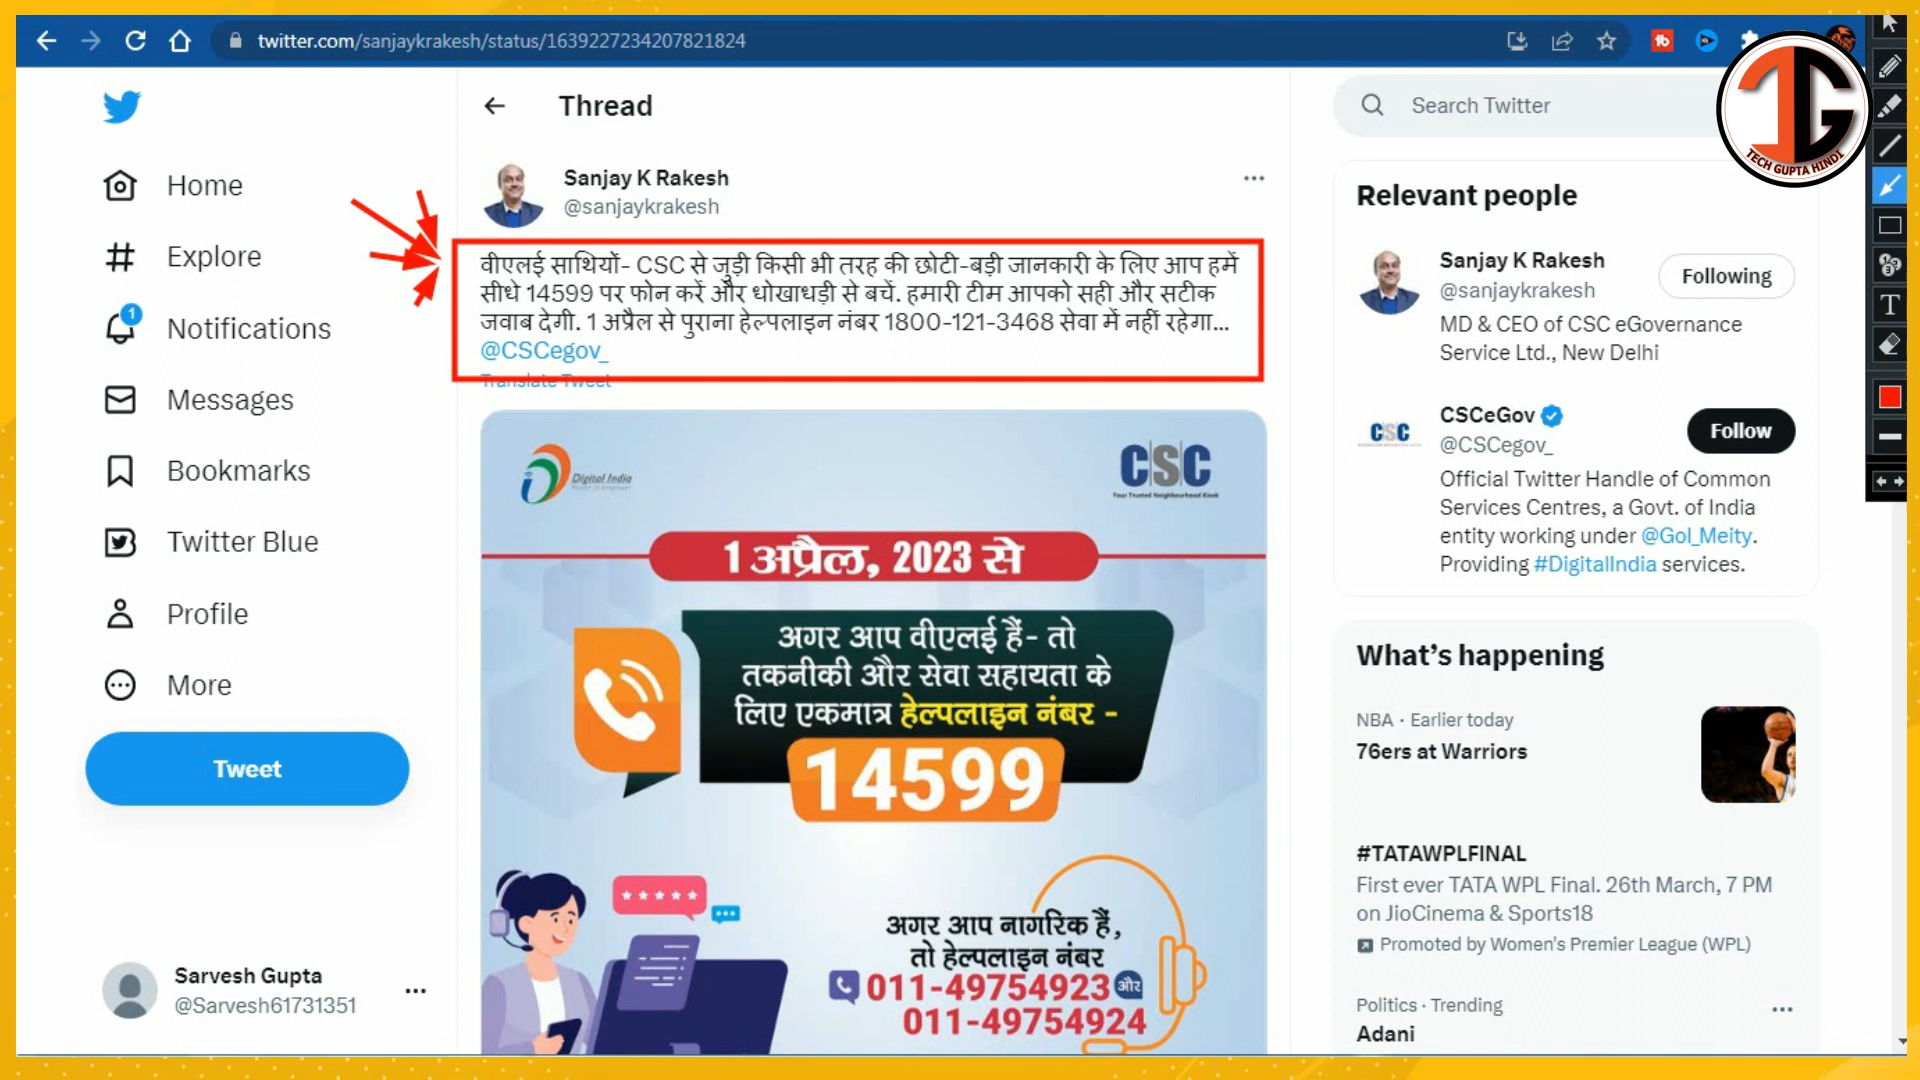 twitter.com/sanjaykrakesh/status/1639227234207821824
TG
TECH GUPTA HINDI
Home
Explore
1
Notifications
Messages
Bookmarks
Twitter Blue
Profile
More
Tweet
Sarvesh Gupta
@Sarvesh61731351
Thread
Sanjay K Rakesh
@sanjaykrakesh
वीएलई साथियों- CSC से जुड़ी किसी भी तरह की छोटी-बड़ी जानकारी के लिए आप हमें
सीधे 14599 पर फोन करें और धोखाधड़ी से बचें. हमारी टीम आपको सही और सटीक
जवाब देगी. 1 अप्रैल से पुराना हेल्पलाइन नंबर 1800-121-3468 सेवा में नहीं रहेगा...
@CSCegov_
Translate Tweet
Digital India
Power To Empower
CSC
Your Trusted Neighbourhood Kiosk
1 अप्रैल, 2023 से
अगर आप वीएलई हैं- तो
तकनीकी और सेवा सहायता के
लिए एकमात्र हेल्पलाइन नंबर -
14599
अगर आप नागरिक हैं,
तो हेल्पलाइन नंबर
011-49754923 और
011-49754924
Search Twitter
Relevant people
Sanjay K Rakesh
@sanjaykrakesh
Following
MD & CEO of CSC eGovernance
Service Ltd., New Delhi
CSC
CSCeGov
@CSCegov_
Follow
Official Twitter Handle of Common
Services Centres, a Govt. of India
entity working under @GoI_Meity.
Providing #DigitalIndia services.
What's happening
NBA · Earlier today
76ers at Warriors
#TATAWPLFINAL
First ever TATA WPL Final. 26th March, 7 PM
on JioCinema & Sports18
Promoted by Women's Premier League (WPL)
Politics · Trending
Adani